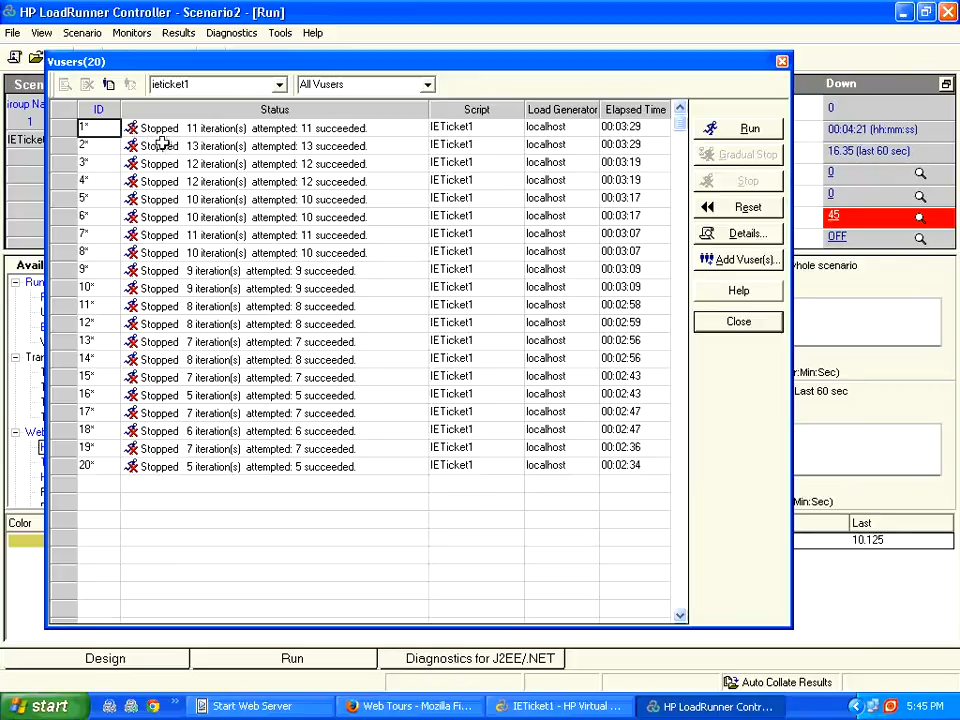 HP LoadRunner Controller - Scenario2 - [Run]
File View Scenario Monitors Results Diagnostics Tools Help
Vusers(20)
ieticket1 All Vusers
ID Status Script Load Generator Elapsed Time
1* Stopped 11 iteration(s) attempted: 11 succeeded. IETicket1 localhost 00:03:29
2* Stopped 13 iteration(s) attempted: 13 succeeded. IETicket1 localhost 00:03:29
3* Stopped 12 iteration(s) attempted: 12 succeeded. IETicket1 localhost 00:03:19
4* Stopped 12 iteration(s) attempted: 12 succeeded. IETicket1 localhost 00:03:19
5* Stopped 10 iteration(s) attempted: 10 succeeded. IETicket1 localhost 00:03:17
6* Stopped 10 iteration(s) attempted: 10 succeeded. IETicket1 localhost 00:03:17
7* Stopped 11 iteration(s) attempted: 11 succeeded. IETicket1 localhost 00:03:07
8* Stopped 10 iteration(s) attempted: 10 succeeded. IETicket1 localhost 00:03:07
9* Stopped 9 iteration(s) attempted: 9 succeeded. IETicket1 localhost 00:03:09
10* Stopped 9 iteration(s) attempted: 9 succeeded. IETicket1 localhost 00:03:09
11* Stopped 8 iteration(s) attempted: 8 succeeded. IETicket1 localhost 00:02:58
12* Stopped 8 iteration(s) attempted: 8 succeeded. IETicket1 localhost 00:02:59
13* Stopped 7 iteration(s) attempted: 7 succeeded. IETicket1 localhost 00:02:56
14* Stopped 8 iteration(s) attempted: 8 succeeded. IETicket1 localhost 00:02:56
15* Stopped 7 iteration(s) attempted: 7 succeeded. IETicket1 localhost 00:02:43
16* Stopped 5 iteration(s) attempted: 5 succeeded. IETicket1 localhost 00:02:43
17* Stopped 7 iteration(s) attempted: 7 succeeded. IETicket1 localhost 00:02:47
18* Stopped 6 iteration(s) attempted: 6 succeeded. IETicket1 localhost 00:02:47
19* Stopped 7 iteration(s) attempted: 7 succeeded. IETicket1 localhost 00:02:36
20* Stopped 5 iteration(s) attempted: 5 succeeded. IETicket1 localhost 00:02:34
Run
Gradual Stop
Stop
Reset
Details...
Add Vuser(s)...
Help
Close
Down
0
00:04:21 (hh:mm:ss)
16.35 (last 60 sec)
0
0
45
OFF
Scen
1
IETicket
Avail
Run
Tran
Web
Color
whole scenario
r:Min:Sec)
Last 60 sec
Min:Sec)
Last
10.125
Design Run Diagnostics for J2EE/.NET
Auto Collate Results
start Start Web Server Web Tours - Mozilla Fi... IETicket1 - HP Virtual ... HP LoadRunner Contr... 5:45 PM